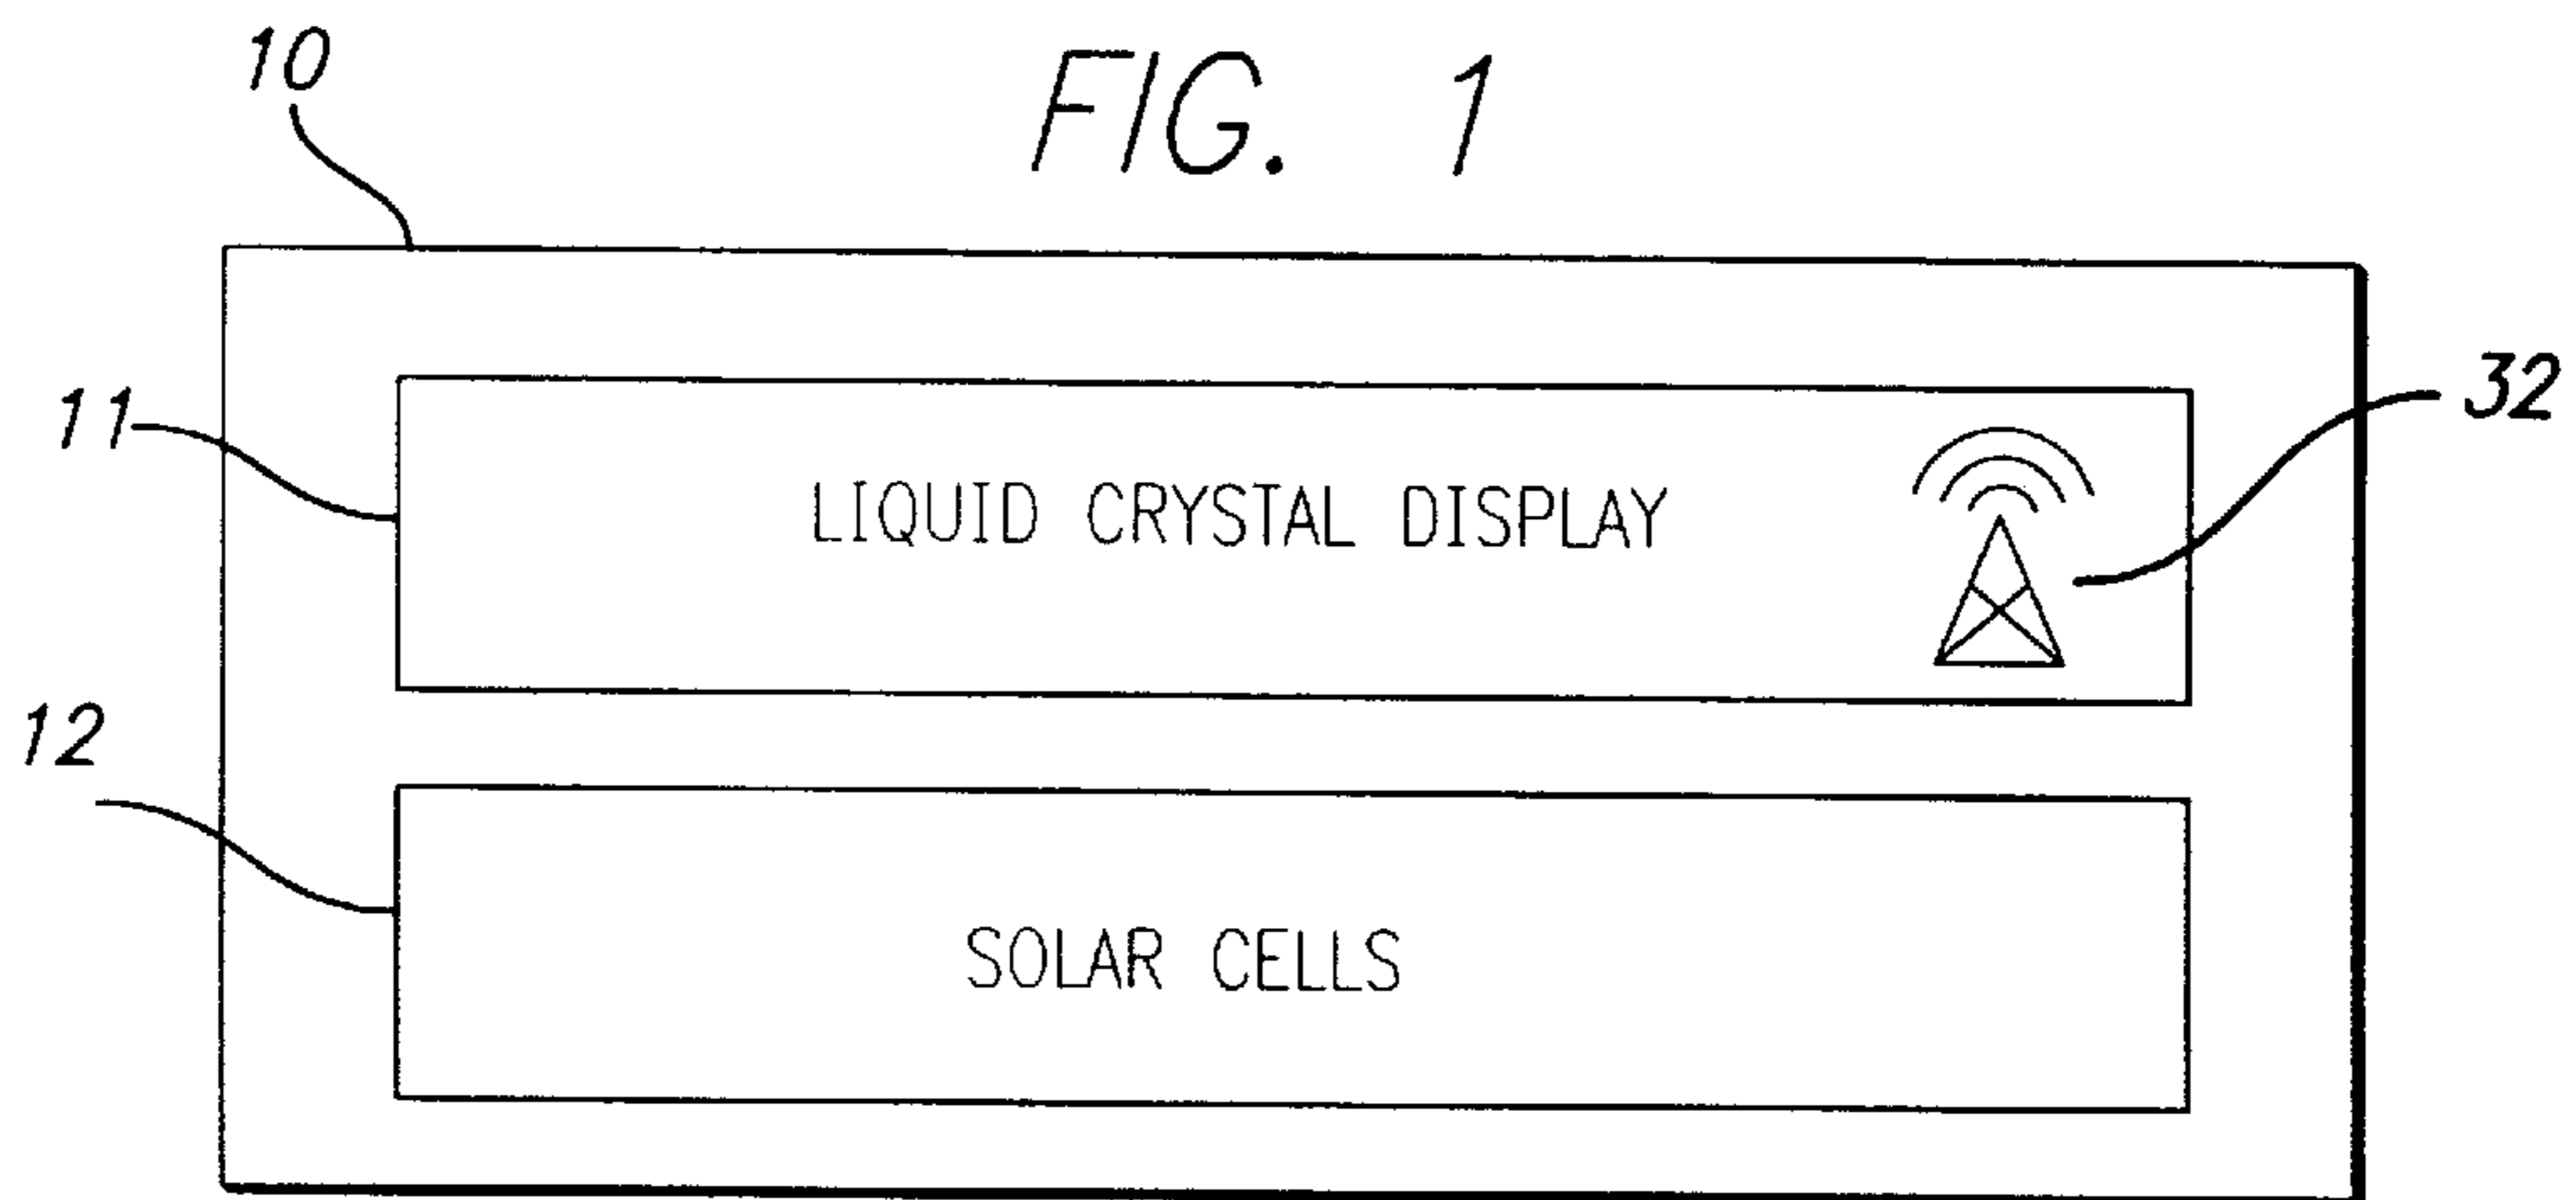 10
FIG. 1
11
32
LIQUID CRYSTAL DISPLAY
12
SOLAR CELLS